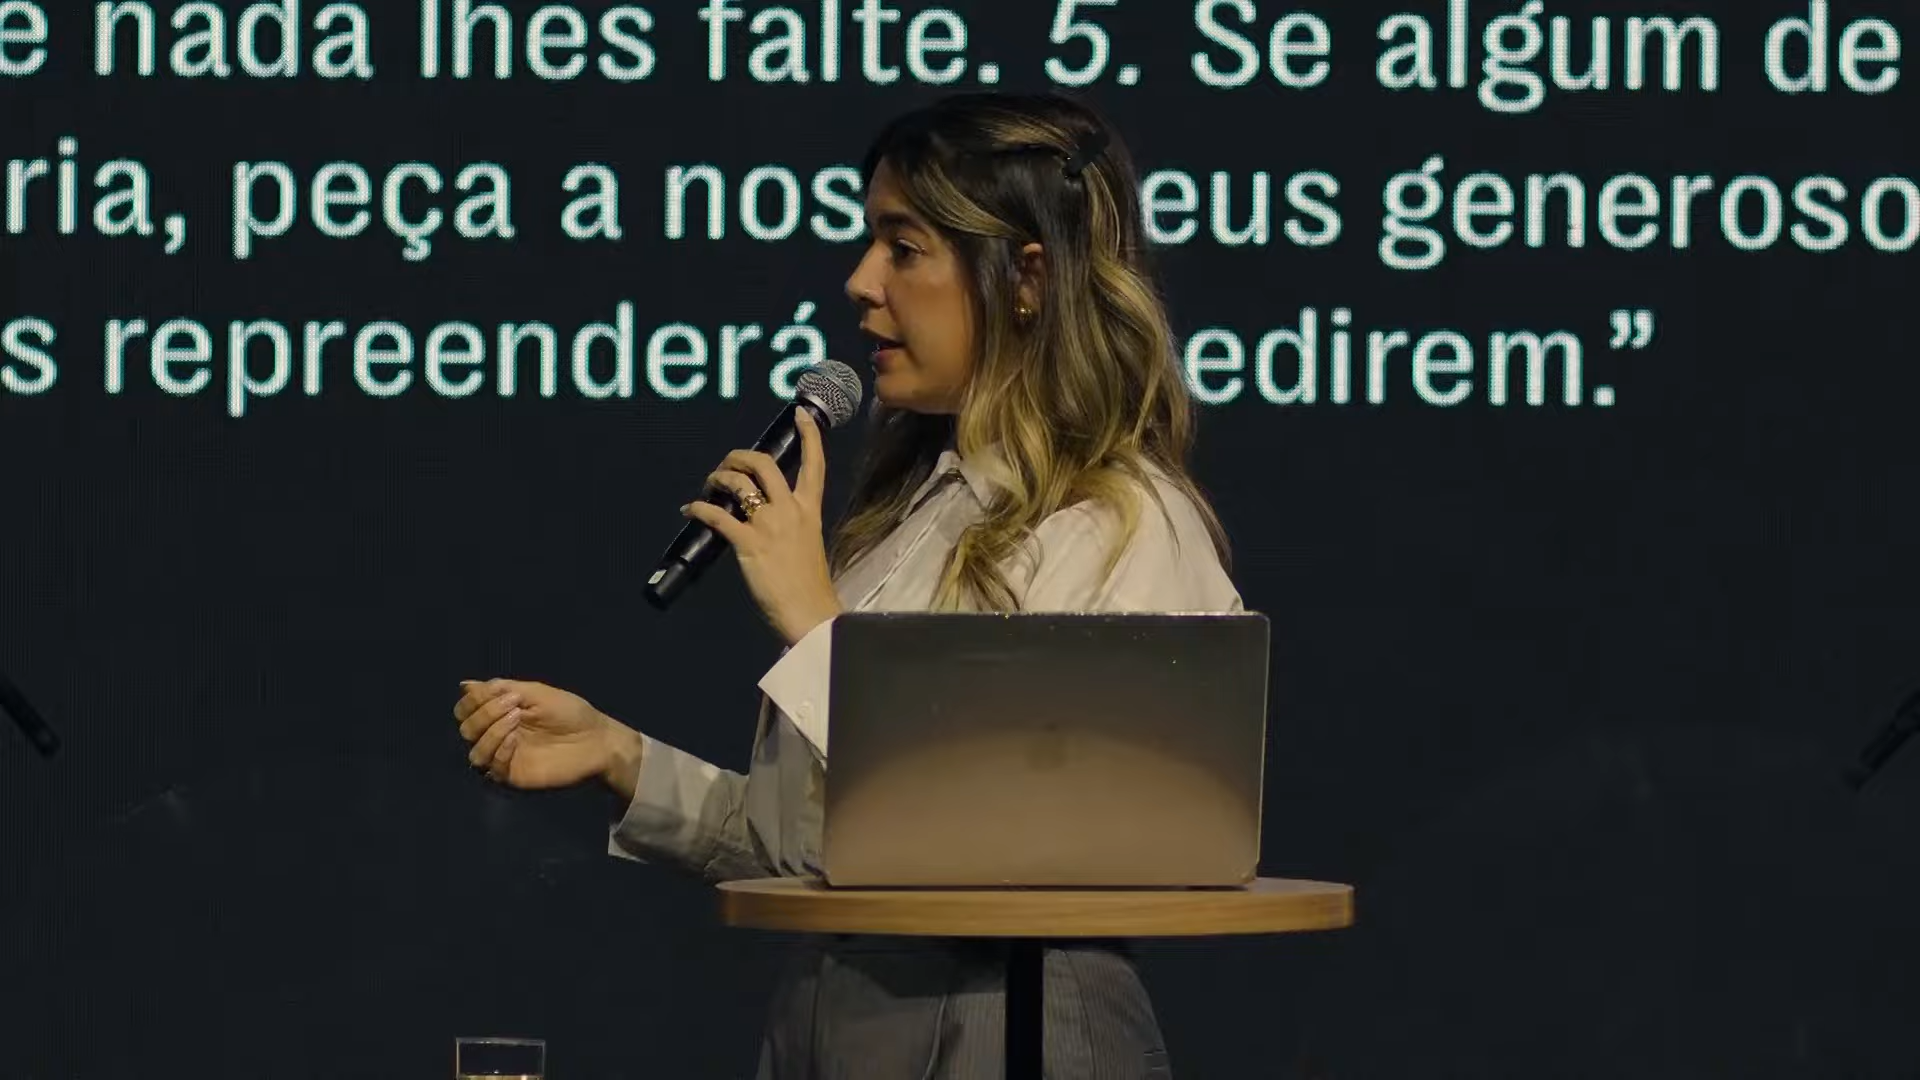 e nada lhes falte. 5. Se algum de
ria, peça a nos eus generoso
s repreenderá edirem.”